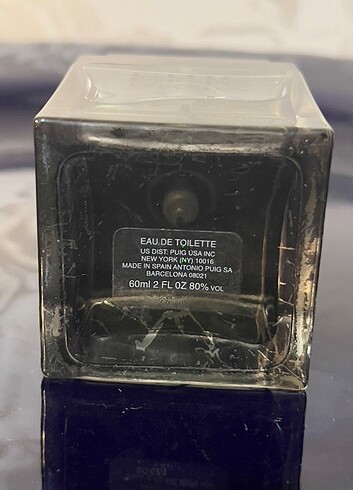 EAU DE TOILETTE
US DIST: PUIG USA INC
NEW YORK (NY) 10016
MADE IN SPAIN ANTONIO PUIG SA
BARCELONA 08021
60ml 2 FL OZ 80% VOL